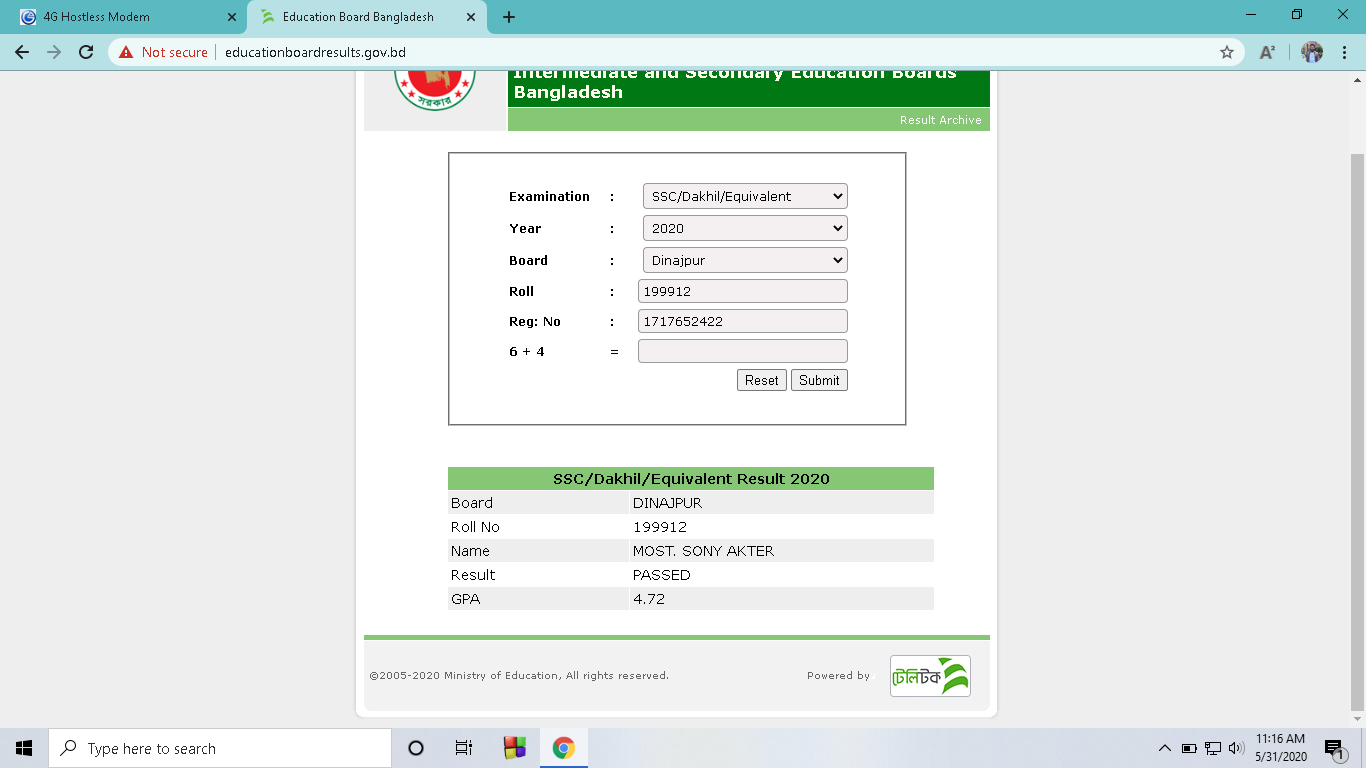 4G Hostless Modem
Education Board Bangladesh
Not secure
educationboardresults.gov.bd
সরকার
Intermediate and Secondary Education Boards
Bangladesh
Result Archive
Examination : SSC/Dakhil/Equivalent
Year : 2020
Board : Dinajpur
Roll : 199912
Reg: No : 1717652422
6 + 4 =
Reset Submit
SSC/Dakhil/Equivalent Result 2020
Board DINAJPUR
Roll No 199912
Name MOST. SONY AKTER
Result PASSED
GPA 4.72
©2005-2020 Ministry of Education, All rights reserved.
Powered by
টেলিটক
Type here to search
11:16 AM
5/31/2020
1